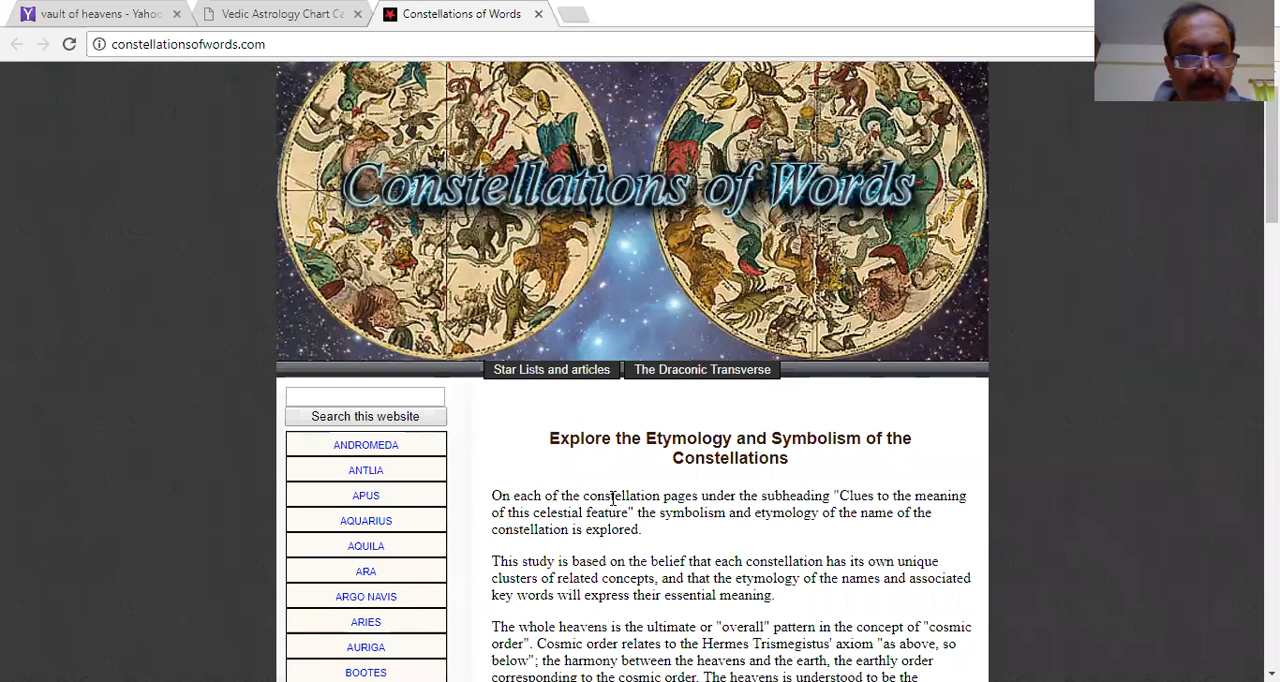 vault of heavens - Yahoo
Vedic Astrology Chart Ca
Constellations of Words
constellationsofwords.com
Constellations of Words
Star Lists and articles
The Draconic Transverse
Search this website
ANDROMEDA
ANTLIA
APUS
AQUARIUS
AQUILA
ARA
ARGO NAVIS
ARIES
AURIGA
BOOTES
Explore the Etymology and Symbolism of the
Constellations
On each of the constellation pages under the subheading "Clues to the meaning
of this celestial feature" the symbolism and etymology of the name of the
constellation is explored.
This study is based on the belief that each constellation has its own unique
clusters of related concepts, and that the etymology of the names and associated
key words will express their essential meaning.
The whole heavens is the ultimate or "overall" pattern in the concept of "cosmic
order". Cosmic order relates to the Hermes Trismegistus' axiom "as above, so
below"; the harmony between the heavens and the earth, the earthly order
corresponding to the cosmic order. The heavens is understood to be the